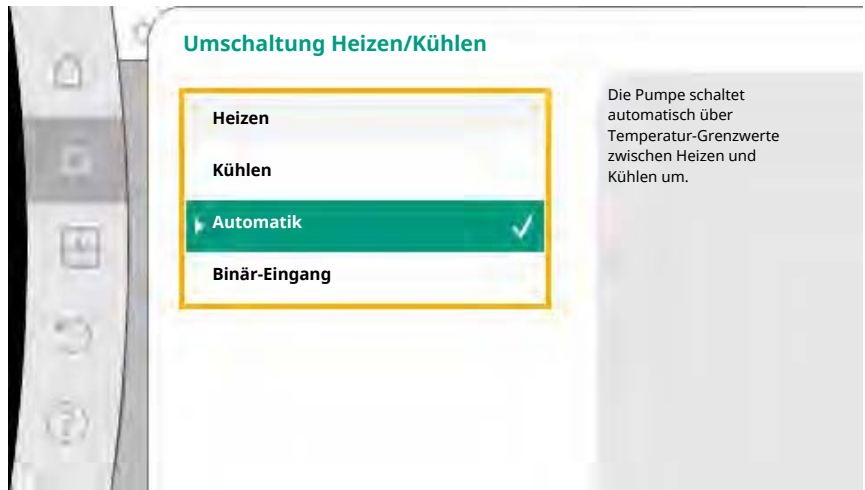 Umschaltung Heizen/Kühlen
Heizen
Kühlen
Automatik
Binär-Eingang
Die Pumpe schaltet
automatisch über
Temperatur-Grenzwerte
zwischen Heizen und
Kühlen um.